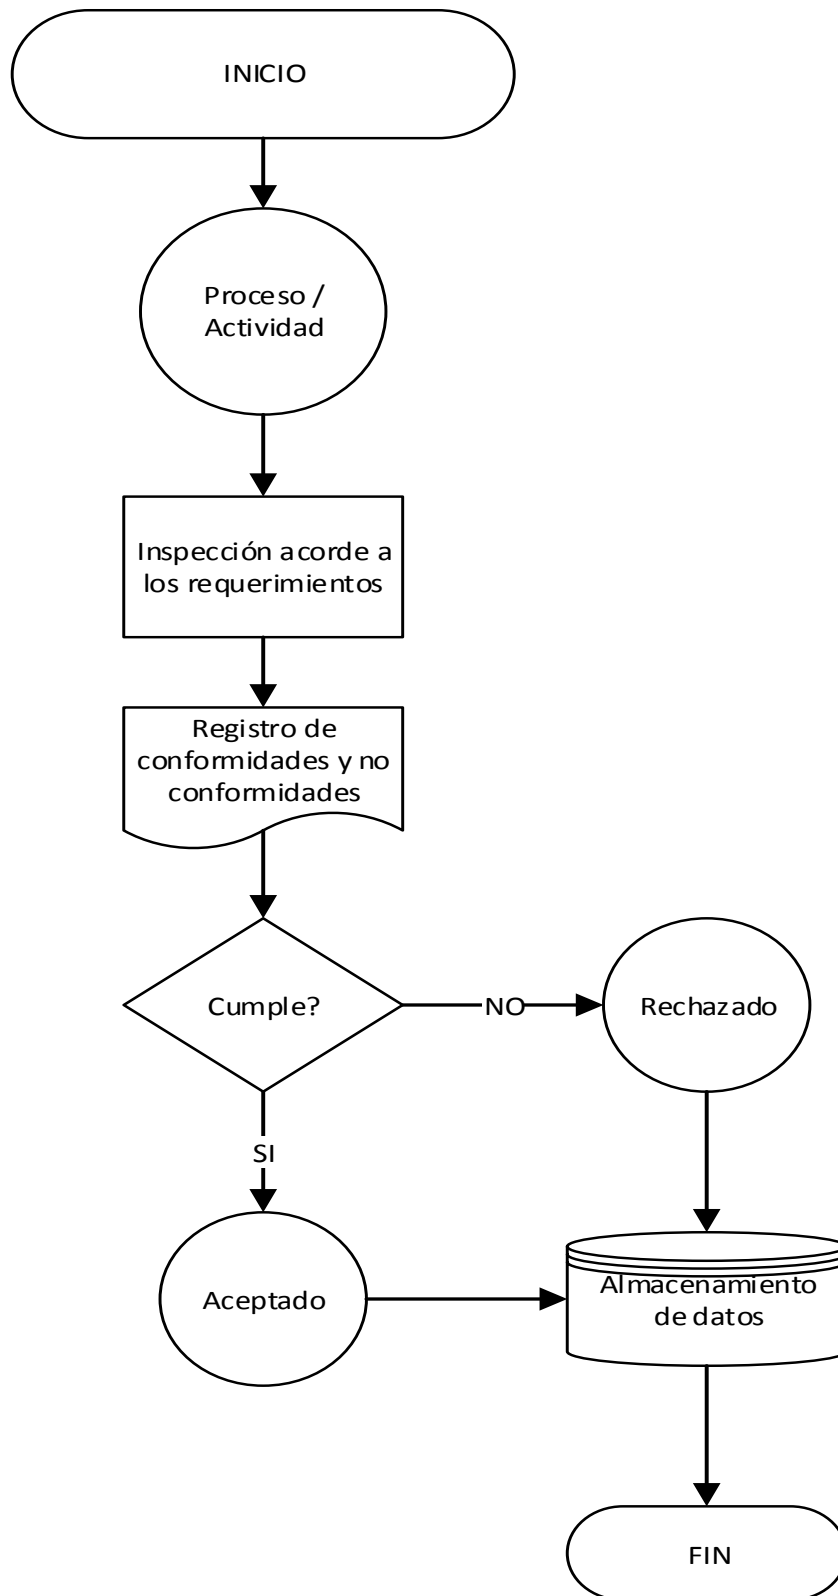 INICIO
Proceso /
Actividad
Inspección acorde a
los requerimientos
Registro de
conformidades y no
conformidades
Cumple?
NO
Rechazado
SI
Aceptado
Almacenamiento
de datos
FIN